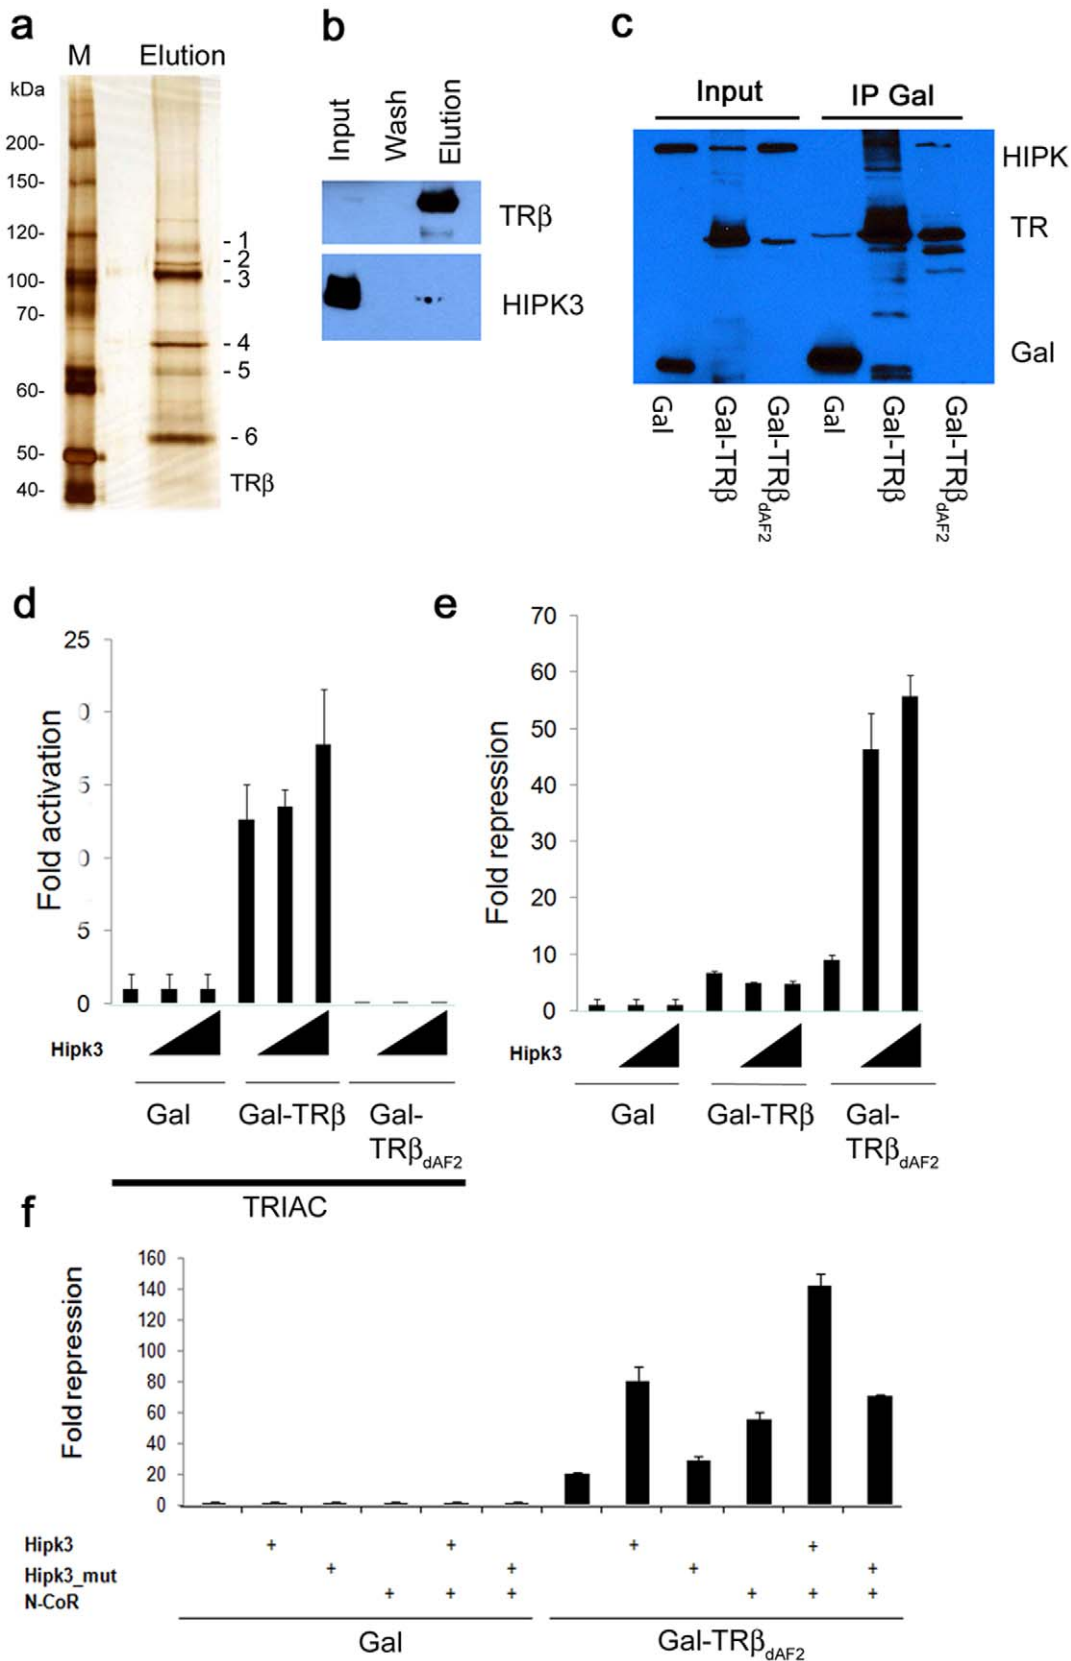 a
M Elution
kDa
200-
150-
120-
100-
70-
60-
50-
40-
- 1
- 2
- 3
- 4
- 5
- 6
TRβ
b
Input
Wash
Elution
TRβ
HIPK3
c
Input IP Gal
HIPK
TR
Gal
Gal
Gal-TRβ
Gal-TRβdAF2
Gal
Gal-TRβ
Gal-TRβdAF2
d
Fold activation
25
0
5
0
5
0
Hipk3
Gal Gal-TRβ Gal-
TRβdAF2
TRIAC
e
Fold repression
70
60
50
40
30
20
10
0
Hipk3
Gal Gal-TRβ Gal-
TRβdAF2
f
Fold repression
160
140
120
100
80
60
40
20
0
Hipk3 + + + +
Hipk3_mut + + + +
N-CoR + + + + + +
Gal Gal-TRβdAF2